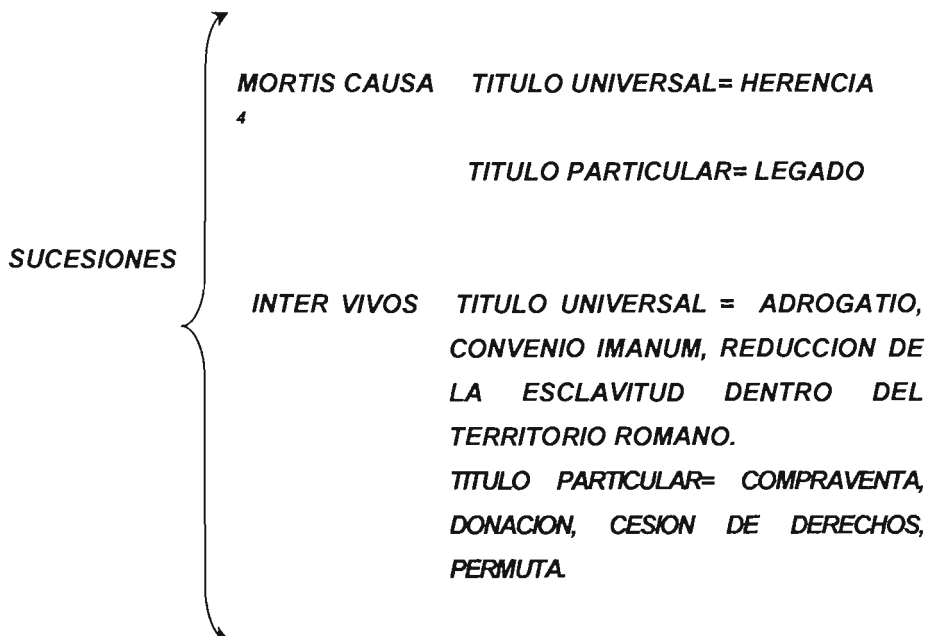 MORTIS CAUSA TITULO UNIVERSAL= HERENCIA
4
TITULO PARTICULAR= LEGADO
SUCESIONES
INTER VIVOS TITULO UNIVERSAL = ADROGATIO,
CONVENIO IMANUM, REDUCCION DE
LA ESCLAVITUD DENTRO DEL
TERRITORIO ROMANO.
TITULO PARTICULAR= COMPRAVENTA,
DONACION, CESION DE DERECHOS,
PERMUTA.